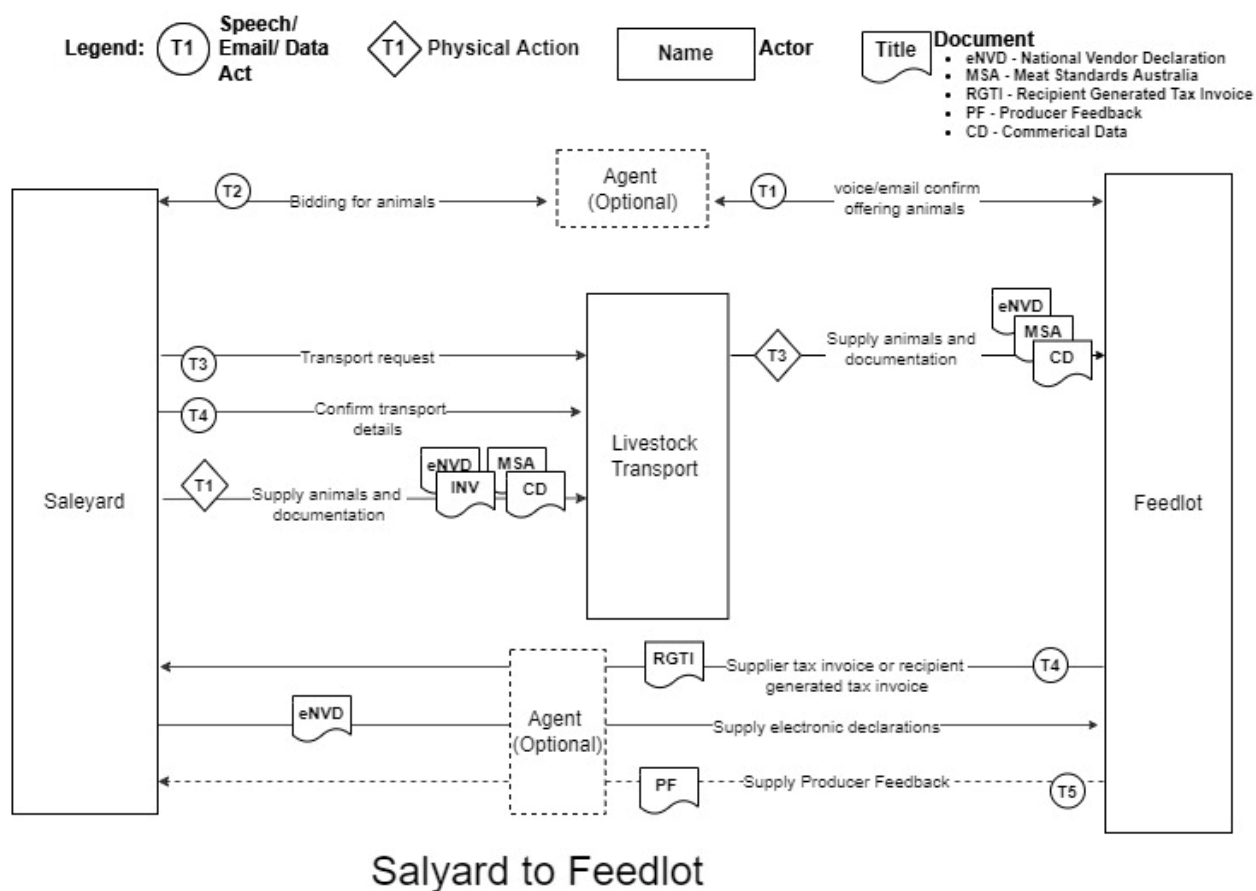 Legend:
T1
Speech/
Email/ Data
Act
T1
Physical Action
Name
Actor
Title
Document
• eNVD - National Vendor Declaration
• MSA - Meat Standards Australia
• RGTI - Recipient Generated Tax Invoice
• PF - Producer Feedback
• CD - Commerical Data
T2
Bidding for animals
Agent
(Optional)
T1
voice/email confirm
offering animals
Saleyard
T3
Transport request
T4
Confirm transport
details
T1
Supply animals and
documentation
eNVD
MSA
INV
CD
Livestock
Transport
T3
Supply animals and
documentation
eNVD
MSA
CD
Feedlot
RGTI
Supplier tax invoice or recipient
generated tax invoice
T4
eNVD
Agent
(Optional)
Supply electronic declarations
PF
Supply Producer Feedback
T5
Salyard to Feedlot